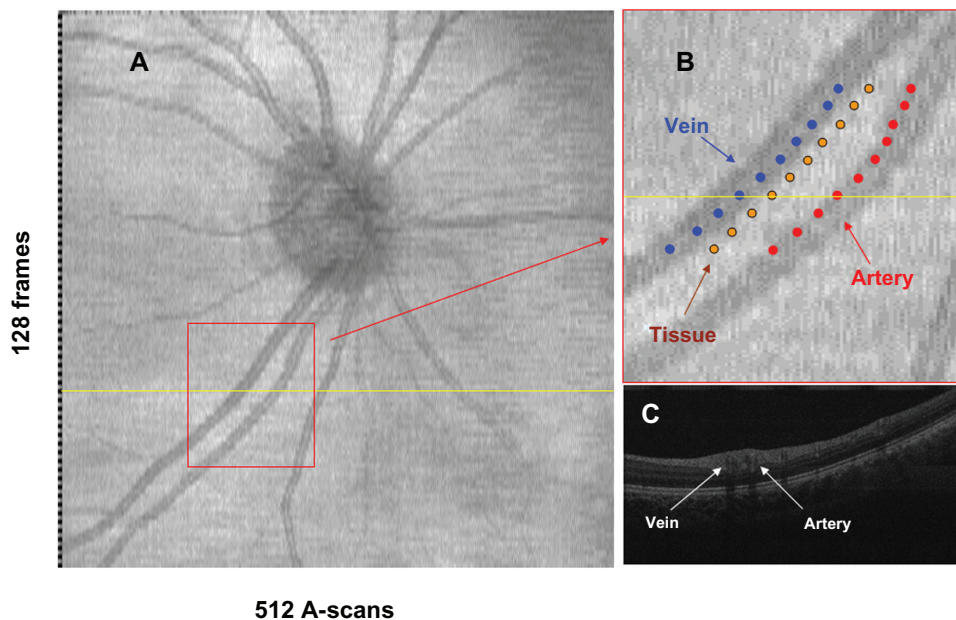 A
B
Vein
Artery
Tissue
128 frames
C
Vein
Artery
512 A-scans